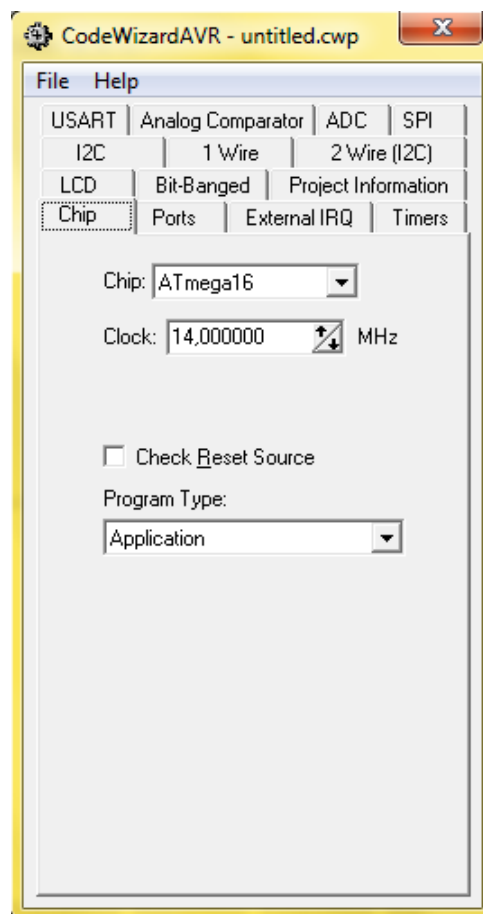 CodeWizardAVR - untitled.cwp
File Help
USART Analog Comparator ADC SPI
I2C 1 Wire 2 Wire (I2C)
LCD Bit-Banged Project Information
Chip Ports External IRQ Timers
Chip: ATmega16
Clock: 14,000000 MHz
Check Reset Source
Program Type:
Application